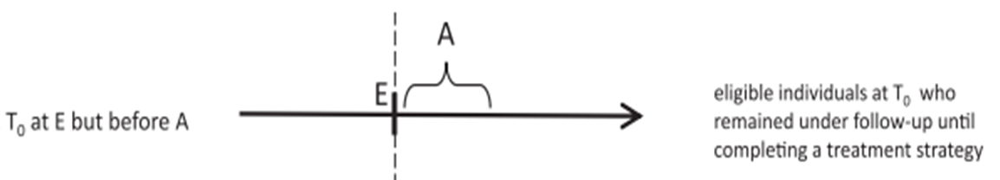 A
E
T₀ at E but before A
eligible individuals at T₀ who
remained under follow-up until
completing a treatment strategy